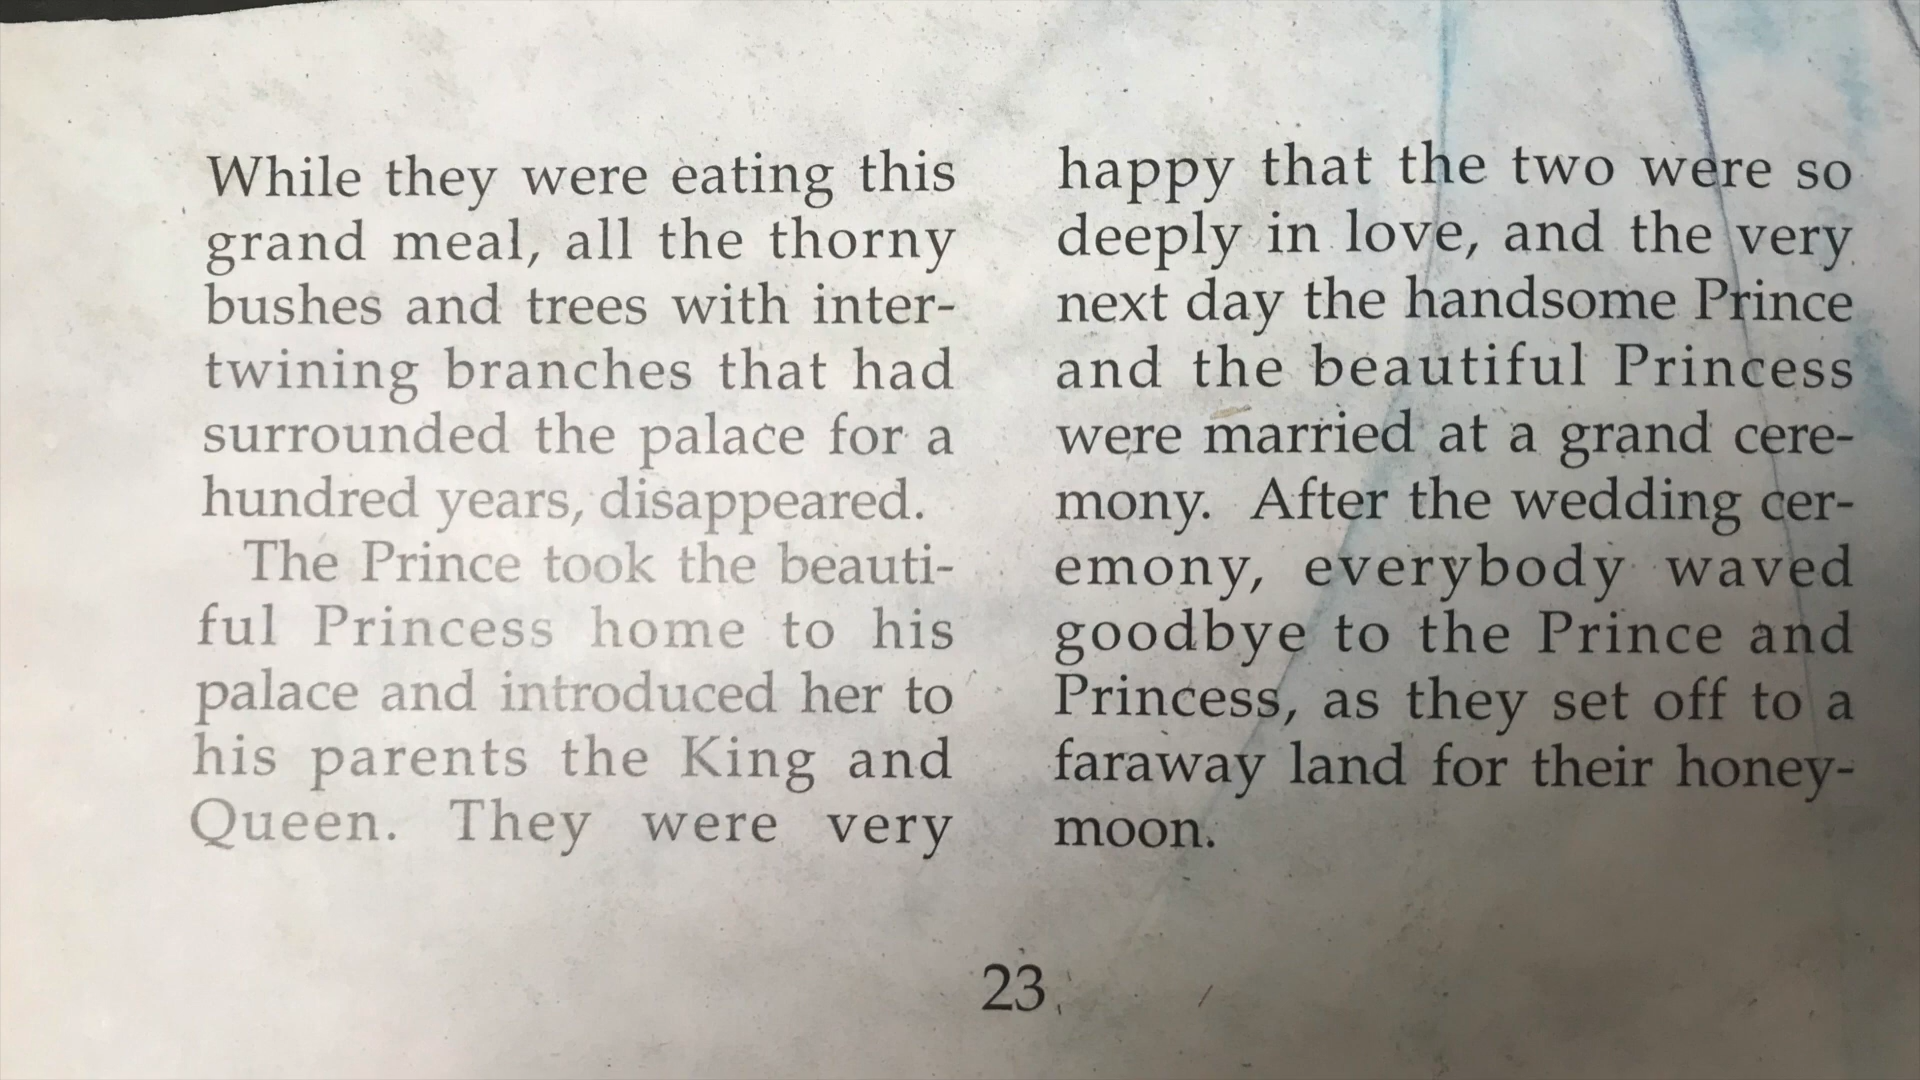 While they were eating this
grand meal, all the thorny
bushes and trees with inter-
twining branches that had
surrounded the palace for a
hundred years, disappeared.
The Prince took the beauti-
ful Princess home to his
palace and introduced her to
his parents the King and
Queen. They were very
happy that the two were so
deeply in love, and the very
next day the handsome Prince
and the beautiful Princess
were married at a grand cere-
mony. After the wedding cer-
emony, everybody waved
goodbye to the Prince and
Princess, as they set off to a
faraway land for their honey-
moon.
23